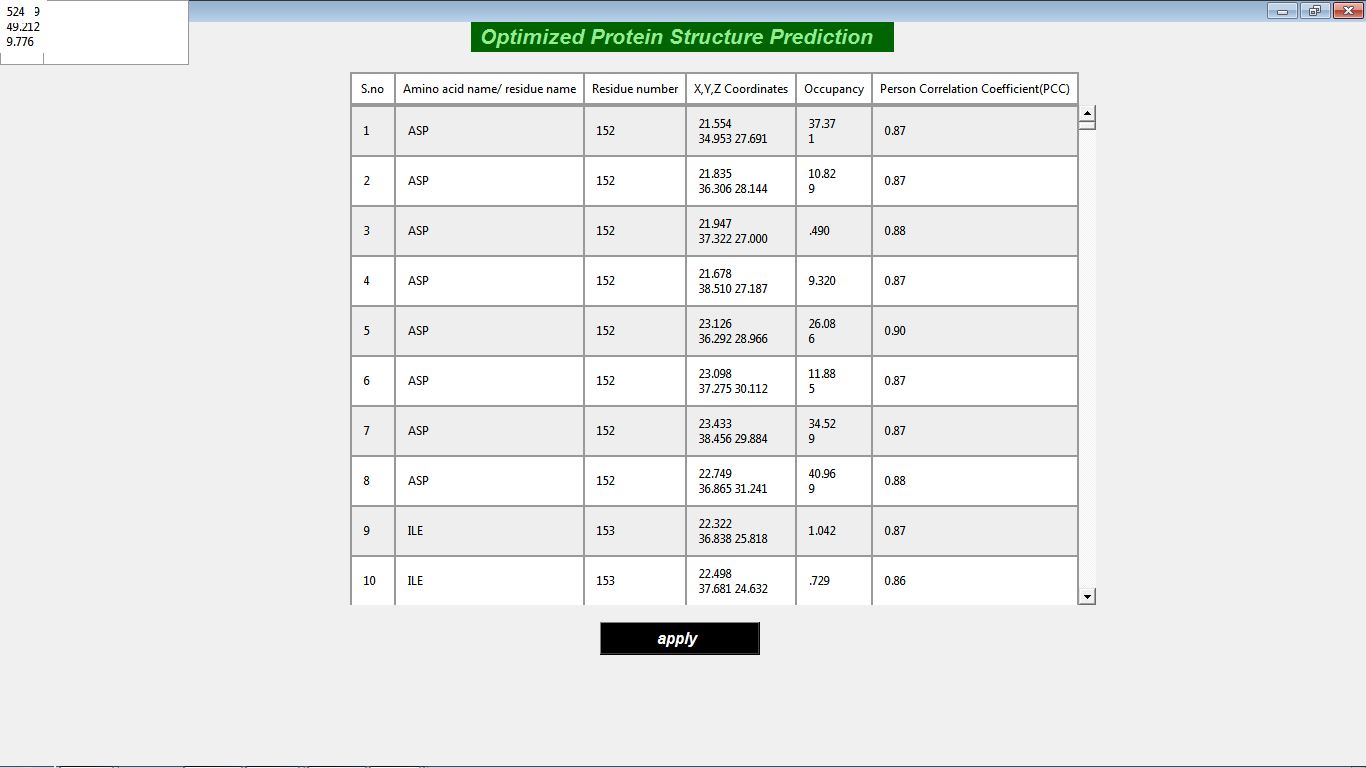 524 9
49.212
9.776
Optimized Protein Structure Prediction
S.no Amino acid name/ residue name Residue number X,Y,Z Coordinates Occupancy Person Correlation Coefficient(PCC)
1 ASP 152 21.554 34.953 27.691 37.37 1 0.87
2 ASP 152 21.835 36.306 28.144 10.82 9 0.87
3 ASP 152 21.947 37.322 27.000 .490 0.88
4 ASP 152 21.678 38.510 27.187 9.320 0.87
5 ASP 152 23.126 36.292 28.966 26.08 6 0.90
6 ASP 152 23.098 37.275 30.112 11.88 5 0.87
7 ASP 152 23.433 38.456 29.884 34.52 9 0.87
8 ASP 152 22.749 36.865 31.241 40.96 9 0.88
9 ILE 153 22.322 36.838 25.818 1.042 0.87
10 ILE 153 22.498 37.681 24.632 .729 0.86
apply